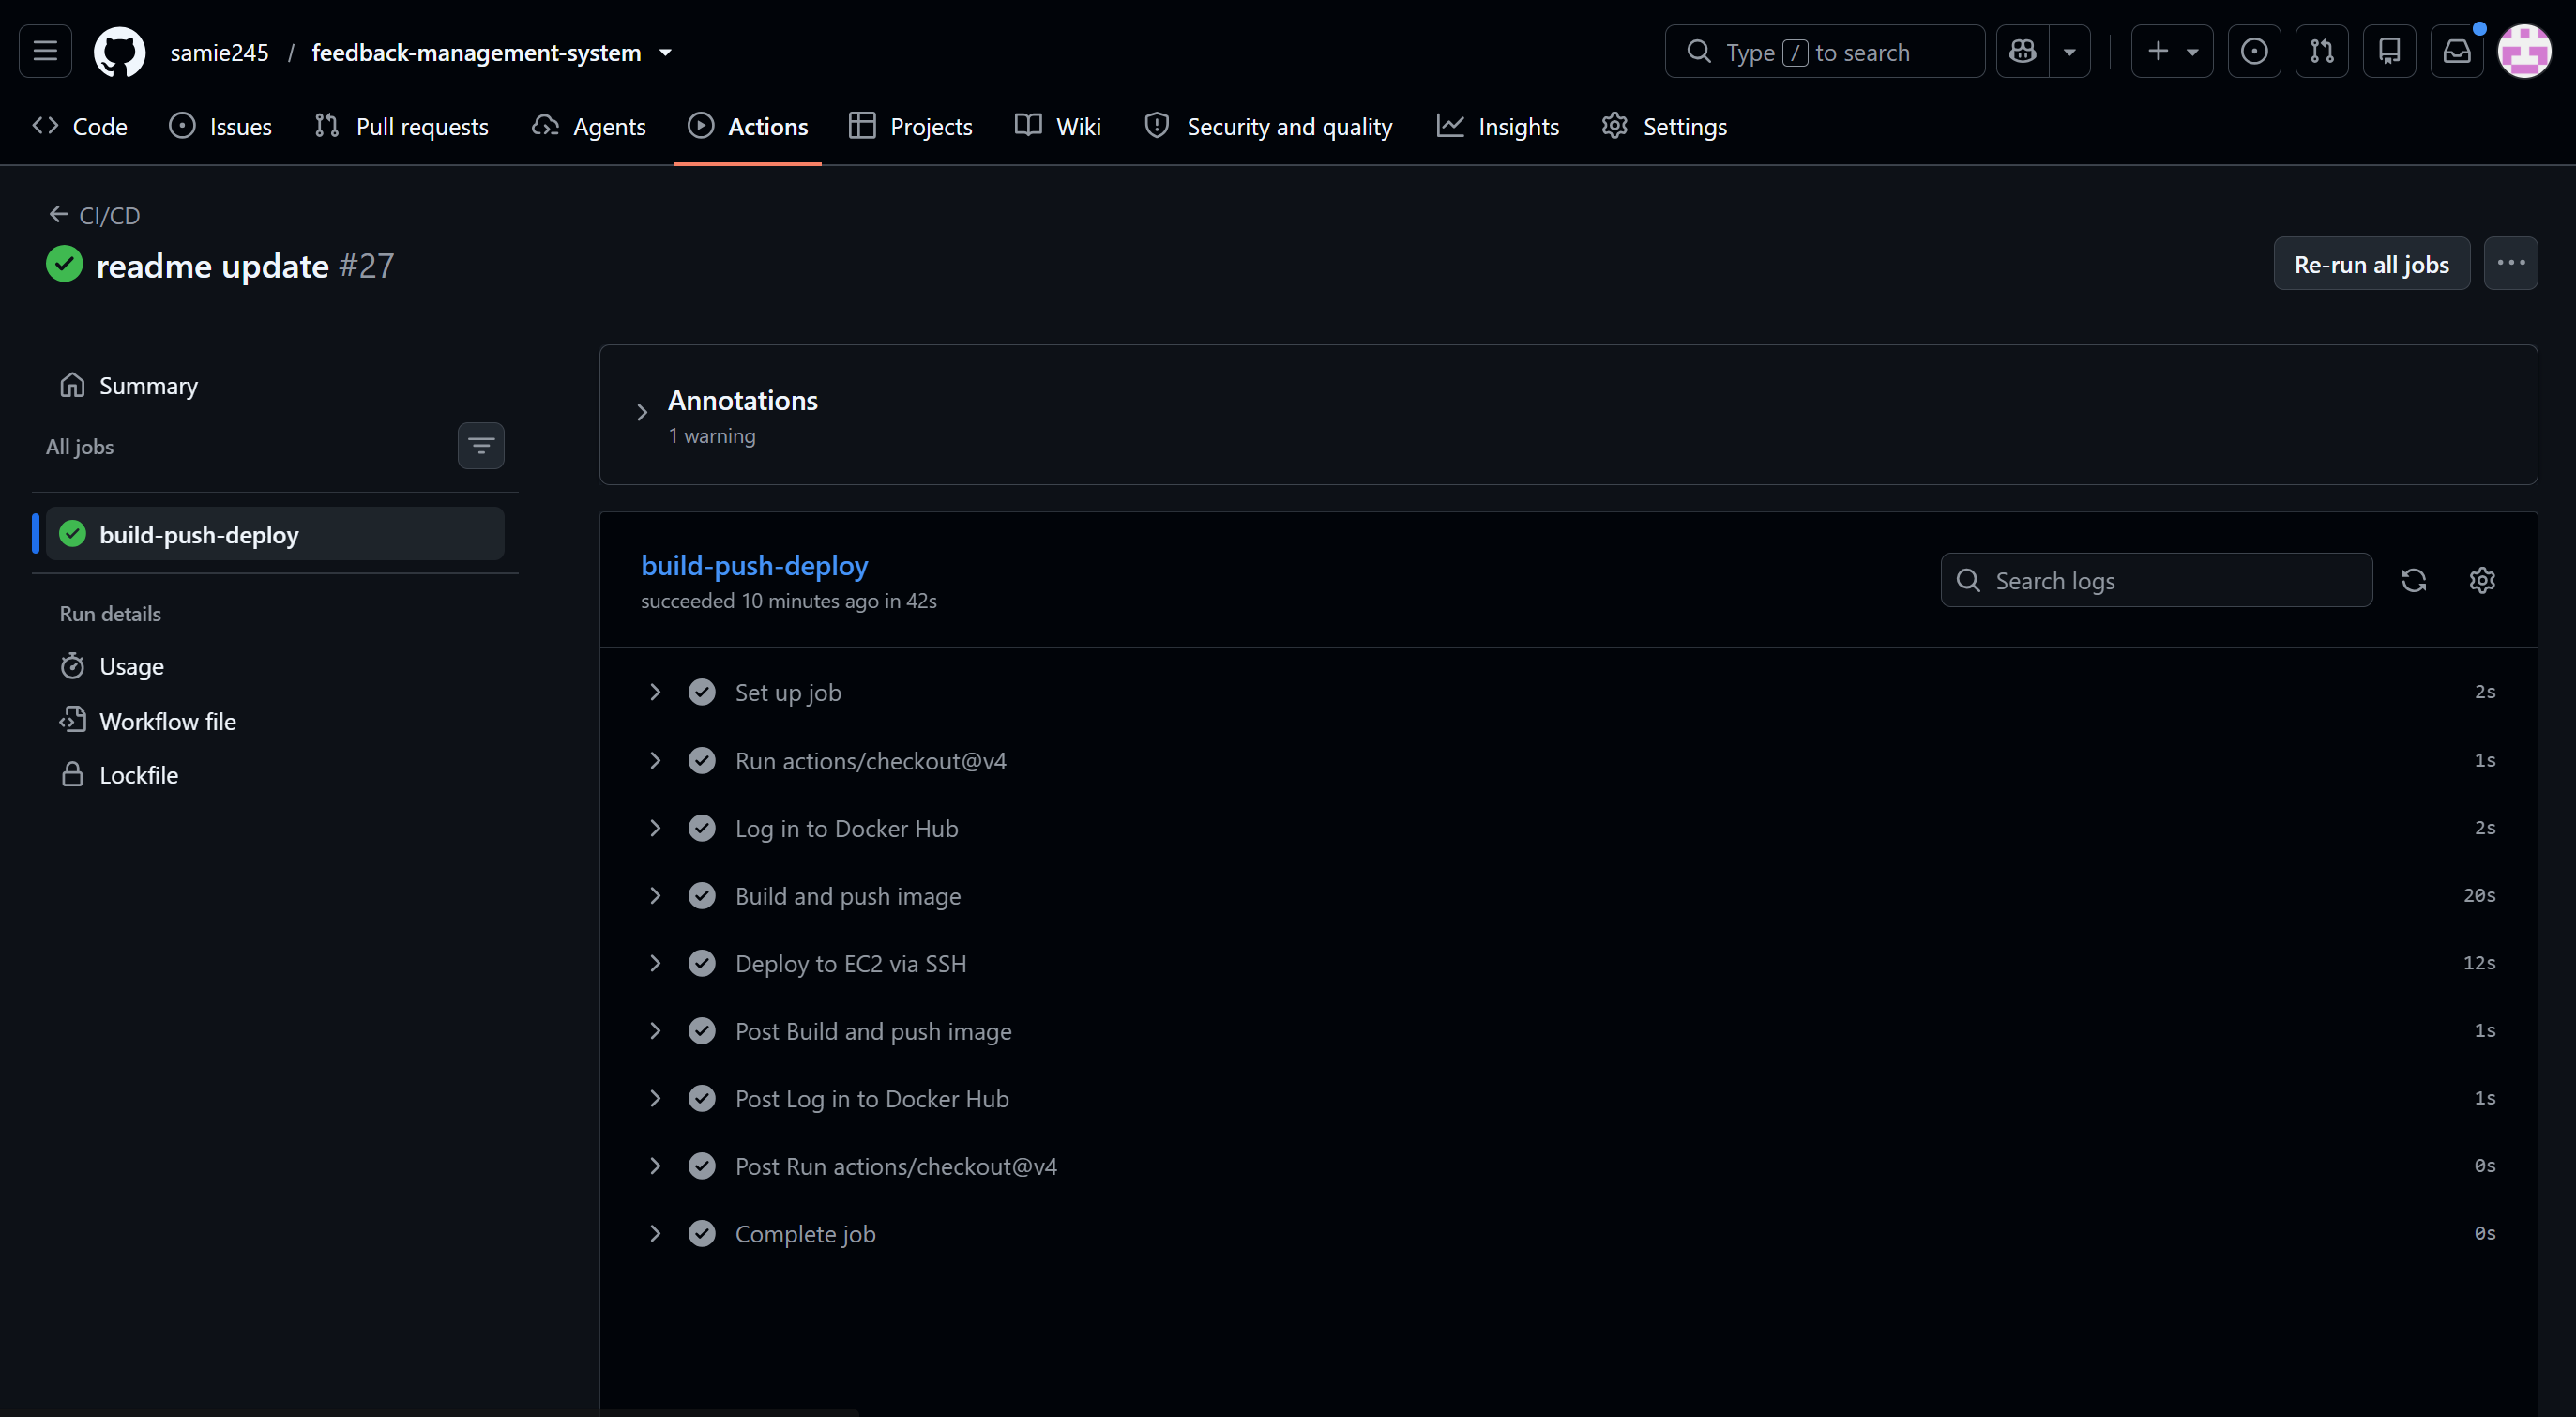 samie245 / feedback-management-system
Type / to search
Code Issues Pull requests Agents Actions Projects Wiki Security and quality Insights Settings
CI/CD
readme update #27
Re-run all jobs
Summary
All jobs
build-push-deploy
Run details
Usage
Workflow file
Lockfile
Annotations
1 warning
build-push-deploy
succeeded 10 minutes ago in 42s
Search logs
Set up job 2s
Run actions/checkout@v4 1s
Log in to Docker Hub 2s
Build and push image 20s
Deploy to EC2 via SSH 12s
Post Build and push image 1s
Post Log in to Docker Hub 1s
Post Run actions/checkout@v4 0s
Complete job 0s